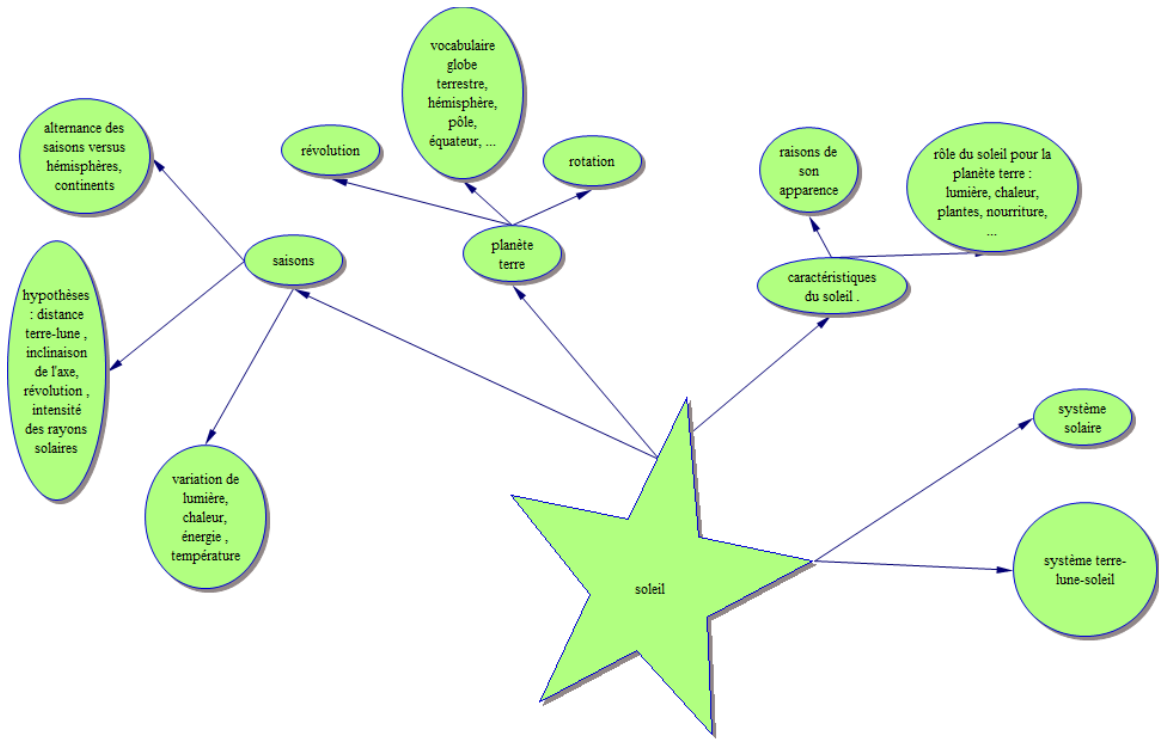 vocabulaire
globe
terrestre,
hémisphère,
pôle,
équateur, ...
alternance des
saisons versus
hémisphères,
continents
révolution
rotation
raisons de
son
apparence
rôle du soleil pour la
planète terre :
lumière, chaleur,
plantes, nourriture,
...
saisons
planète
terre
caractéristiques
du soleil .
hypothèses
: distance
terre-lune ,
inclinaison
de l'axe,
révolution ,
intensité
des rayons
solaires
système
solaire
variation de
lumière,
chaleur,
énergie ,
température
système terre-
lune-soleil
soleil